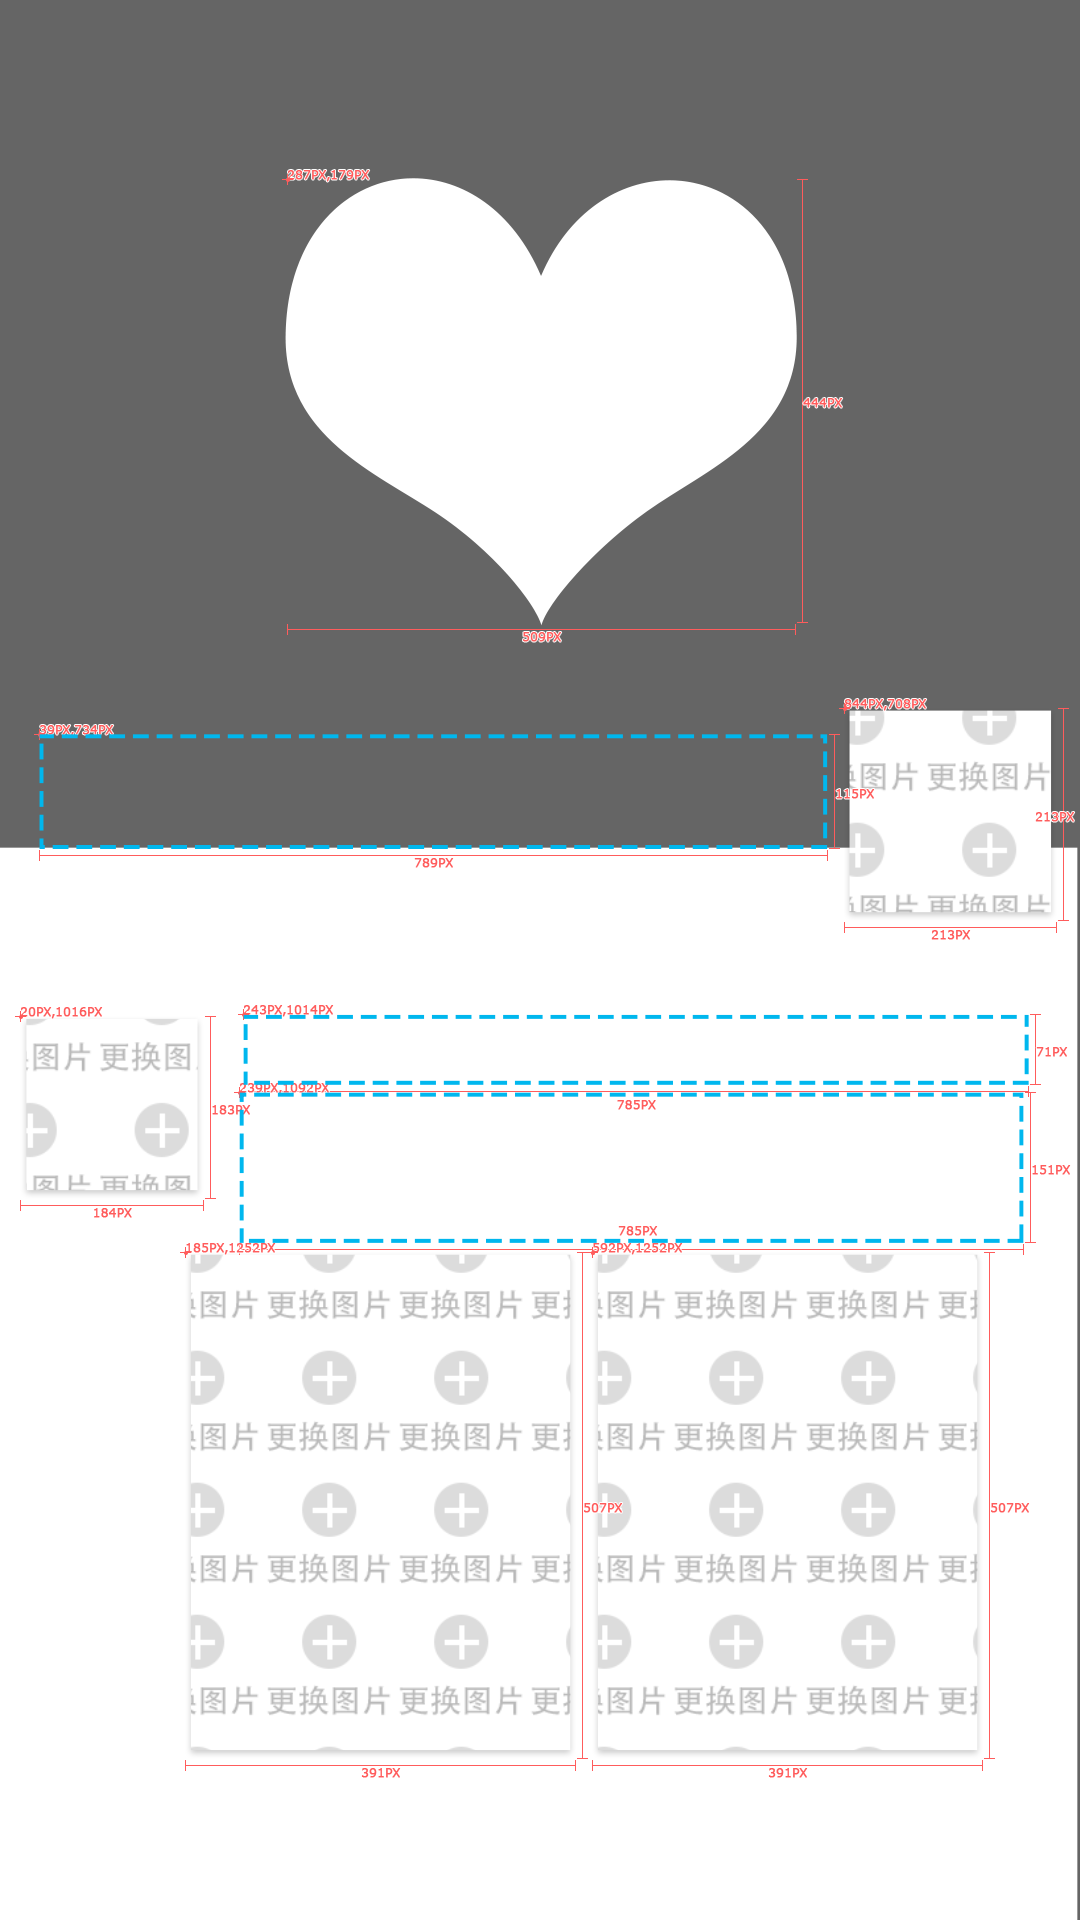 287PX,179PX
444PX
509PX
844PX,708PX
39PX,734PX
图片 更换图片
115PX
213PX
789PX
图片 更换图片
213PX
20PX,1016PX
243PX,1014PX
图片 更换图
71PX
239PX,1092PX
785PX
183PX
151PX
图片 更换图
184PX
785PX
185PX,1252PX
592PX,1252PX
图片 更换图片 更换图片 更换
图片 更换图片 更换图片 更换
图片 更换图片 更换图片 更换
图片 更换图片 更换图片 更换
507PX
507PX
图片 更换图片 更换图片 更换
图片 更换图片 更换图片 更换
图片 更换图片 更换图片 更换
图片 更换图片 更换图片 更换
391PX
391PX